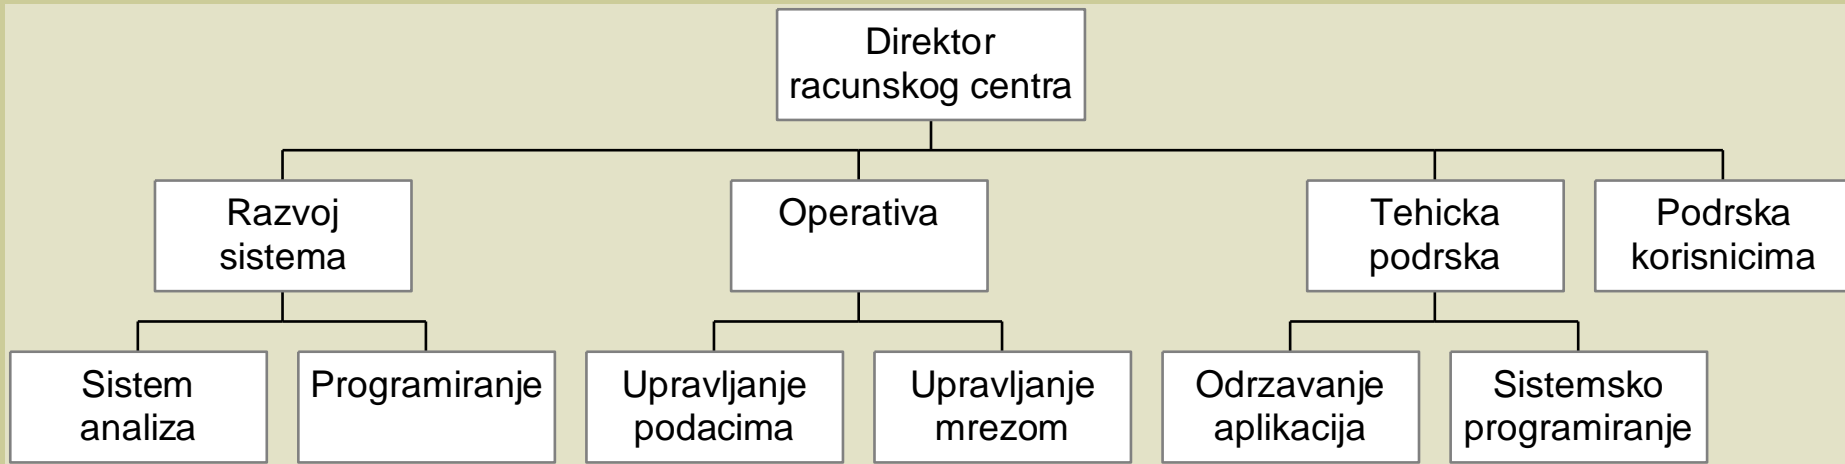 Direktor
racunskog centra
Razvoj
sistema
Operativa
Tehicka
podrska
Podrska
korisnicima
Sistem
analiza
Programiranje
Upravljanje
podacima
Upravljanje
mrezom
Odrzavanje
aplikacija
Sistemsko
programiranje